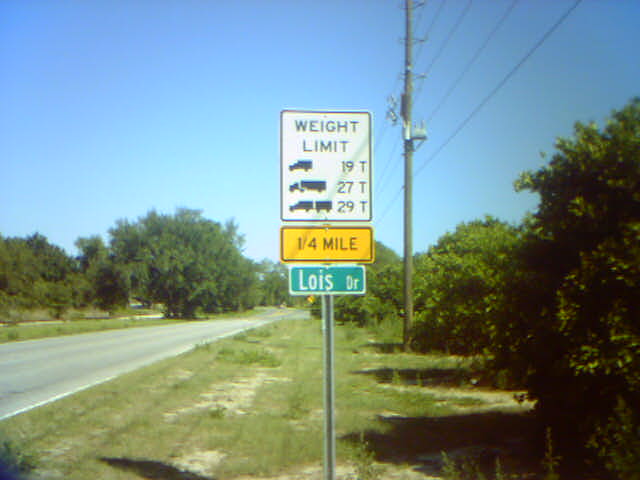 WEIGHT
LIMIT
19 T
27 T
29 T
1/4 MILE
Lois Dr